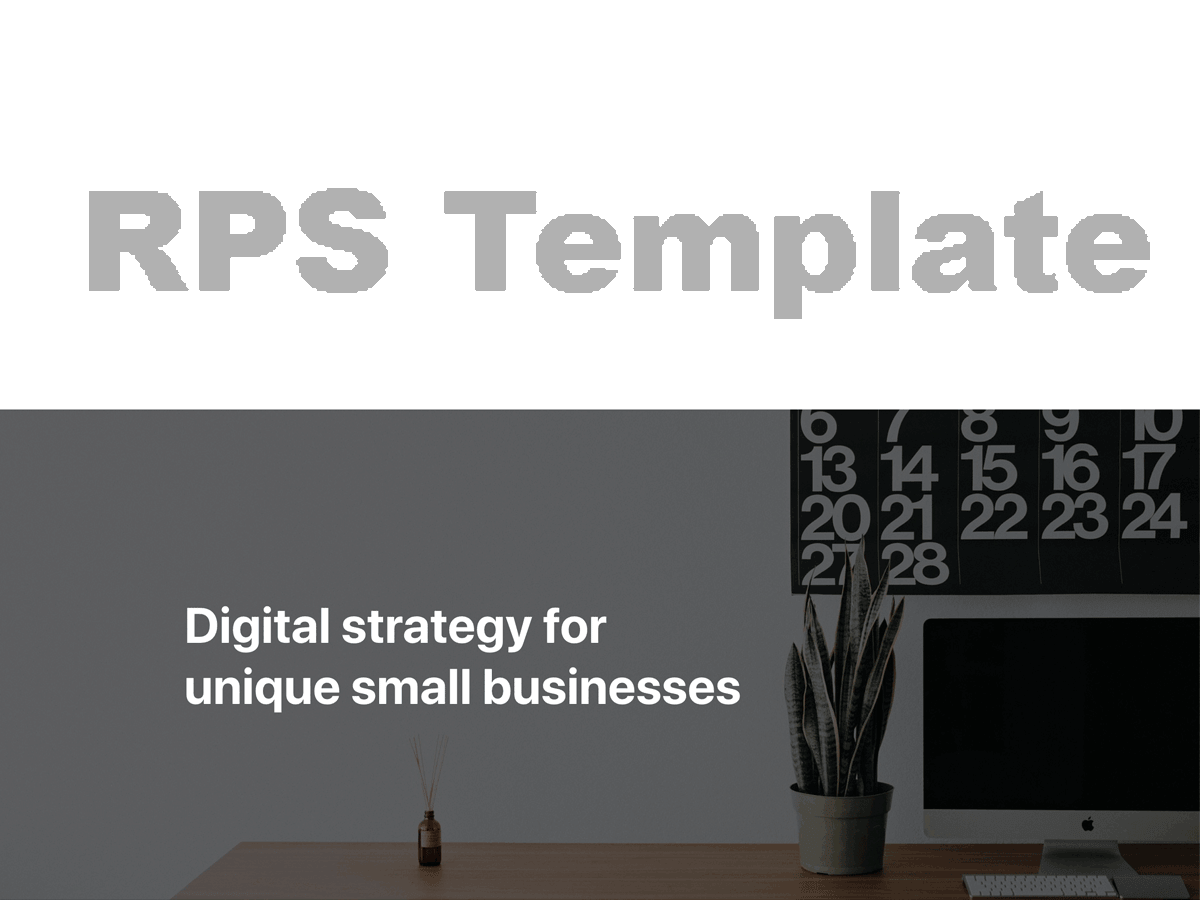 RPS Template
6 7 8 9 10
13 14 15 16 17
20 21 22 23 24
27 28
Digital strategy for
unique small businesses